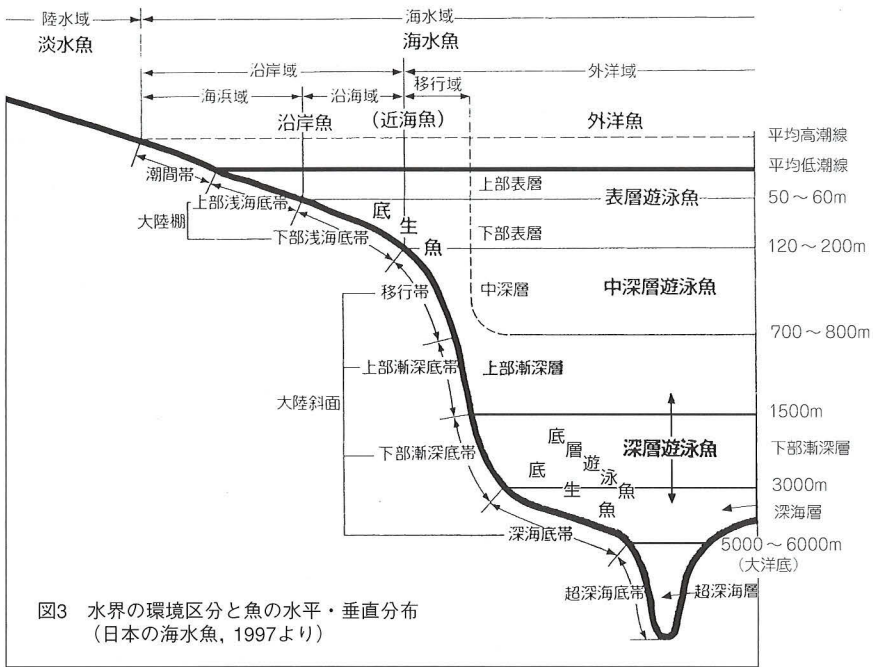 陸水域
海水域
淡水魚
海水魚
沿岸域
外洋域
海浜域
沿海域
移行域
沿岸魚
(近海魚)
外洋魚
平均高潮線
平均低潮線
潮間帯
上部表層
表層遊泳魚
50～60m
上部浅海底帯
大陸棚
下部浅海底帯
底生魚
下部表層
120～200m
移行帯
中深層
中深層遊泳魚
700～800m
上部漸深底帯
上部漸深層
大陸斜面
1500m
下部漸深底帯
底層遊泳魚
底生魚
深層遊泳魚
下部漸深層
3000m
深海層
深海底帯
5000～6000m
(大洋底)
超深海底帯
超深海層
図3 水界の環境区分と魚の水平・垂直分布
(日本の海水魚, 1997より)